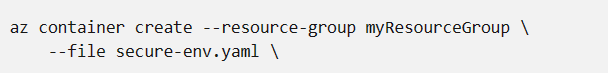 az container create --resource-group myResourceGroup \
    --file secure-env.yaml \